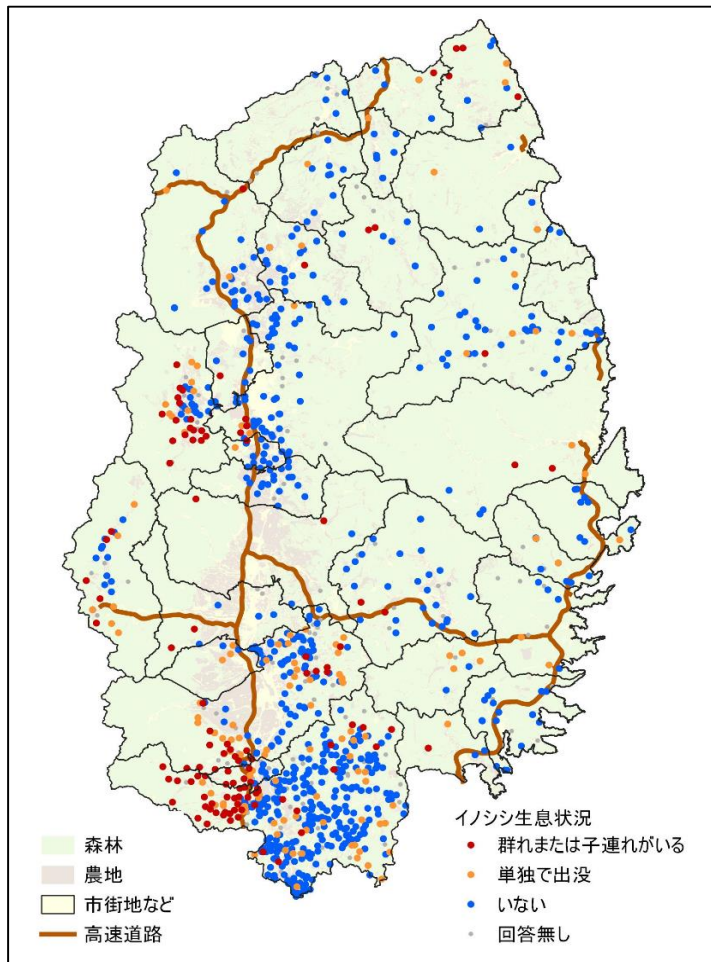 イノシシ生息状況
森林
農地
市街地など
高速道路
群れまたは子連れがいる
単独で出没
いない
回答無し